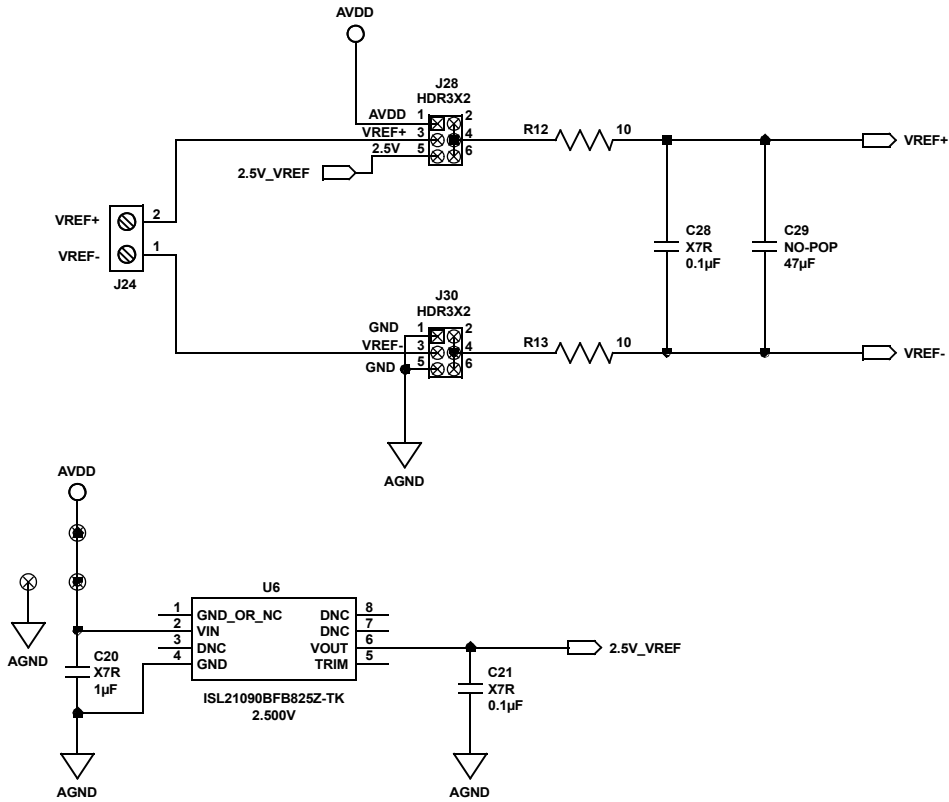 AVDD
J28
HDR3X2
AVDD 1 2
VREF+ 3 4
2.5V 5 6
2.5V_VREF
R12 10
VREF+
VREF+ 2
VREF- 1
J24
C28
X7R
0.1µF
C29
NO-POP
47µF
J30
HDR3X2
GND 1 2
VREF- 3 4
GND 5 6
R13 10
VREF-
AGND
AVDD
AGND
C20
X7R
1µF
AGND
U6
1 GND_OR_NC DNC 8
2 VIN DNC 7
3 DNC VOUT 6
4 GND TRIM 5
ISL21090BFB825Z-TK
2.500V
2.5V_VREF
C21
X7R
0.1µF
AGND